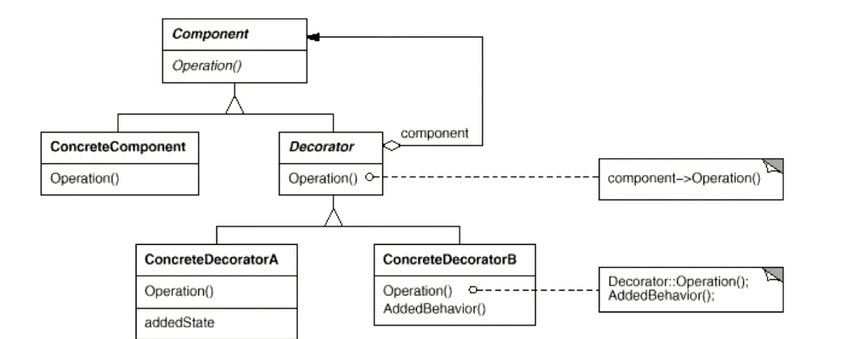 Component
Operation()
component
ConcreteComponent
Operation()
Decorator
Operation()
component->Operation()
ConcreteDecoratorA
Operation()
addedState
ConcreteDecoratorB
Operation()
AddedBehavior()
Decorator::Operation();
AddedBehavior();